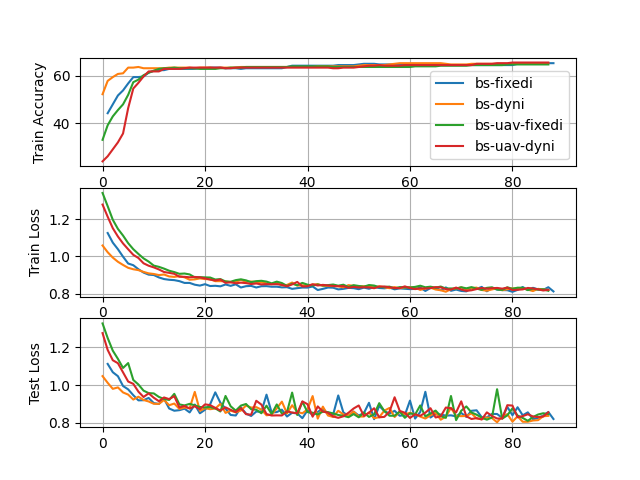 Train Accuracy
60
40
bs-fixedi
bs-dyni
bs-uav-fixedi
bs-uav-dyni
0 20 40 60 80
Train Loss
1.2
1.0
0.8
0 20 40 60 80
Test Loss
1.2
1.0
0.8
0 20 40 60 80